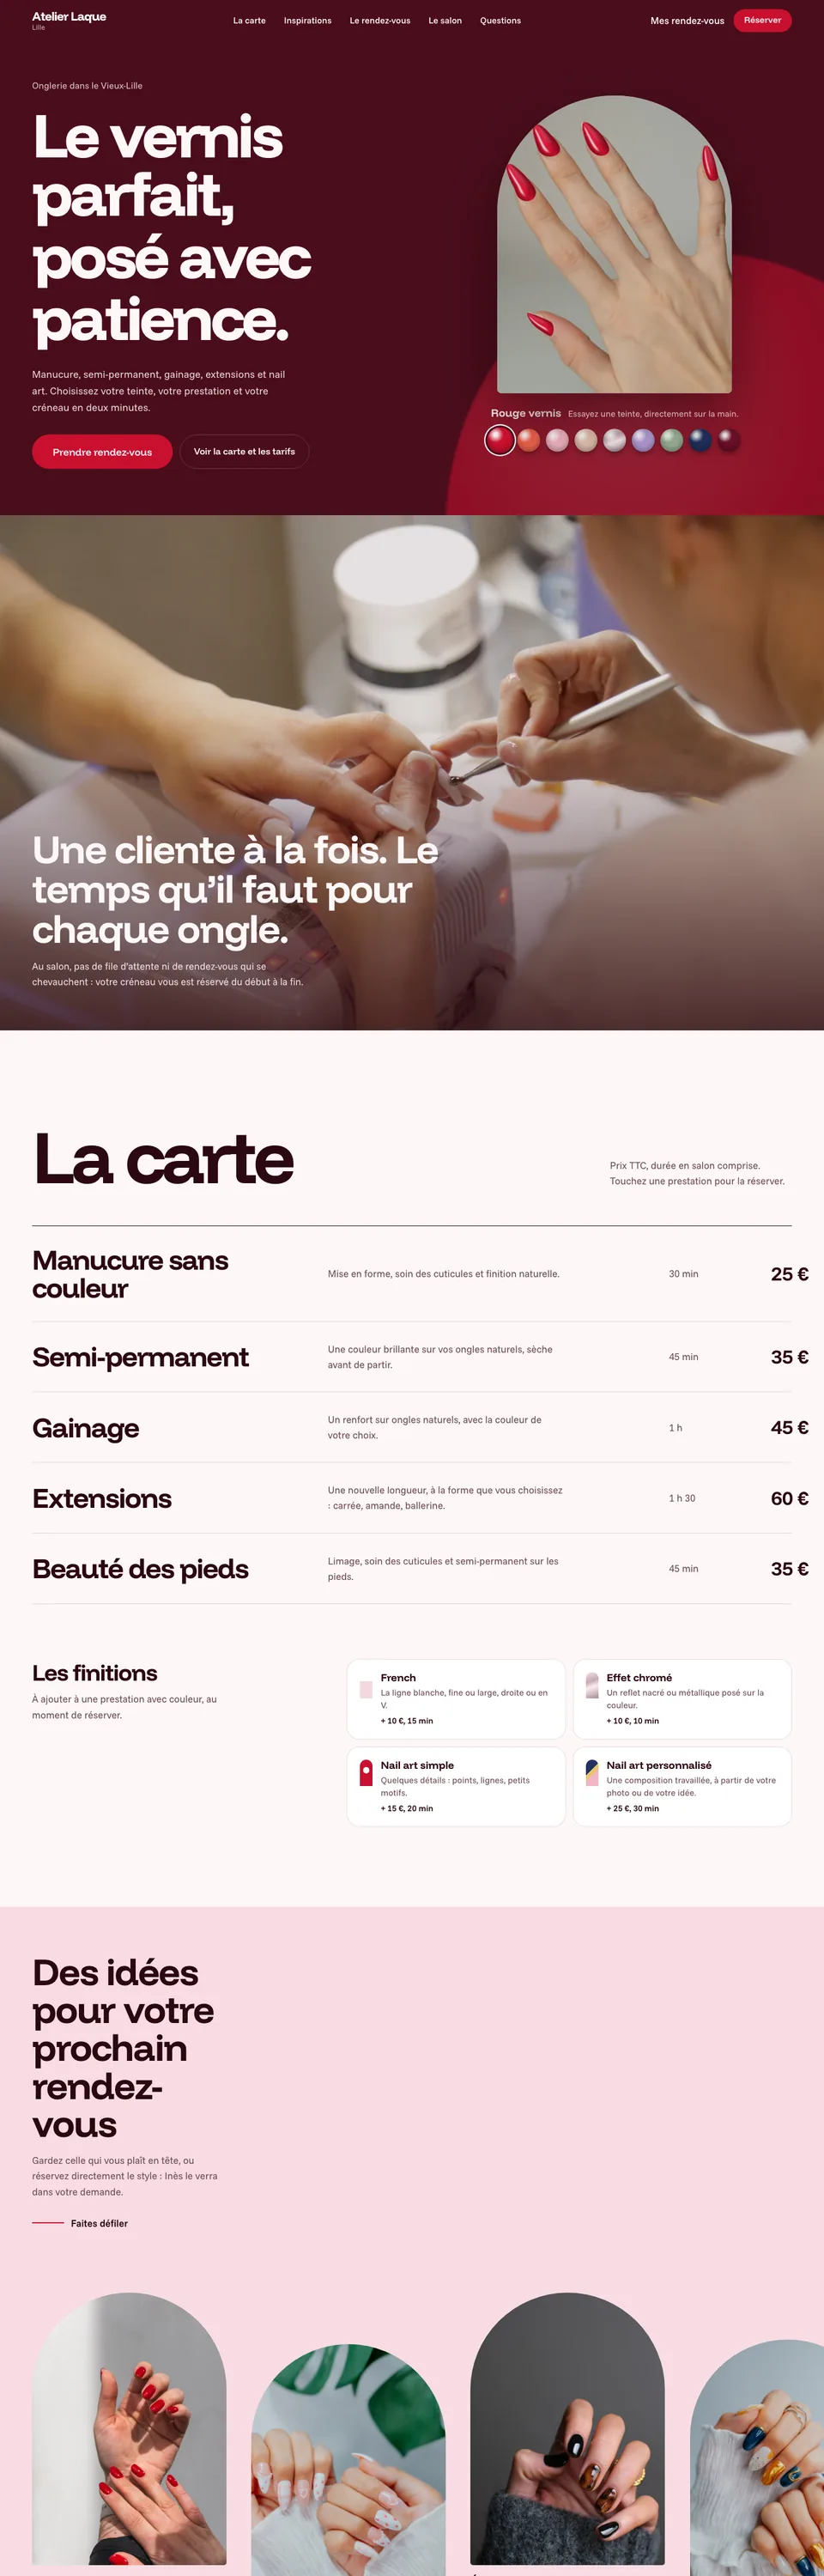 Atelier Laque
Lille
La carte
Inspirations
Le rendez-vous
Le salon
Questions
Mes rendez-vous
Réserver
Onglerie dans le Vieux-Lille
Le vernis
parfait,
posé avec
patience.
Manucure, semi-permanent, gainage, extensions et nail
art. Choisissez votre teinte, votre prestation et votre
créneau en deux minutes.
Prendre rendez-vous
Voir la carte et les tarifs
Rouge vernis Essayez une teinte, directement sur la main.
Une cliente à la fois. Le
temps qu’il faut pour
chaque ongle.
Au salon, pas de file d’attente ni de rendez-vous qui se
chevauchent : votre créneau vous est réservé du début à la fin.
La carte
Prix TTC, durée en salon comprise.
Touchez une prestation pour la réserver.
Manucure sans
couleur
Mise en forme, soin des cuticules et finition naturelle.
30 min
25 €
Semi-permanent
Une couleur brillante sur vos ongles naturels, sèche
avant de partir.
45 min
35 €
Gainage
Un renfort sur ongles naturels, avec la couleur de
votre choix.
1 h
45 €
Extensions
Une nouvelle longueur, à la forme que vous choisissez
: carrée, amande, ballerine.
1 h 30
60 €
Beauté des pieds
Limage, soin des cuticules et semi-permanent sur les
pieds.
45 min
35 €
Les finitions
À ajouter à une prestation avec couleur, au
moment de réserver.
French
La ligne blanche, fine ou large, droite ou en
V.
+ 10 €, 15 min
Effet chromé
Un reflet nacré ou métallique posé sur la
couleur.
+ 10 €, 10 min
Nail art simple
Quelques détails : points, lignes, petits
motifs.
+ 15 €, 20 min
Nail art personnalisé
Une composition travaillée, à partir de votre
photo ou de votre idée.
+ 25 €, 30 min
Des idées
pour votre
prochain
rendez-
vous
Gardez celle qui vous plaît en tête, ou
réservez directement le style : Inès le verra
dans votre demande.
Faites défiler